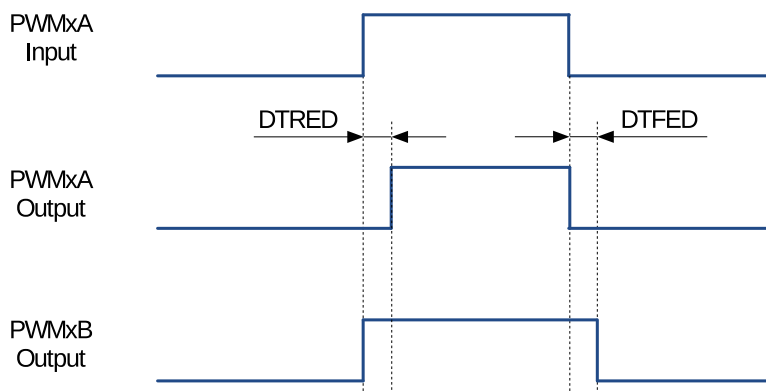 PWMxA
Input
DTRED
DTFED
PWMxA
Output
PWMxB
Output